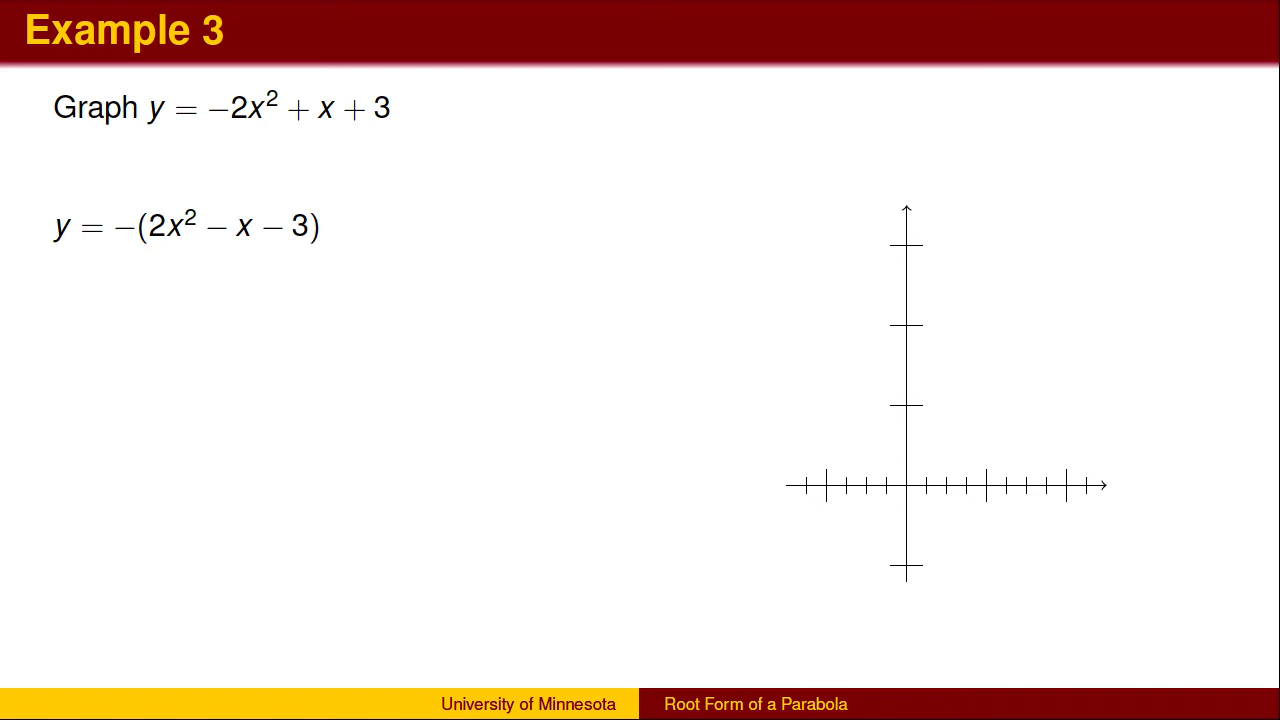 Example 3
Graph y = −2x² + x + 3
y = −(2x² − x − 3)
University of Minnesota Root Form of a Parabola